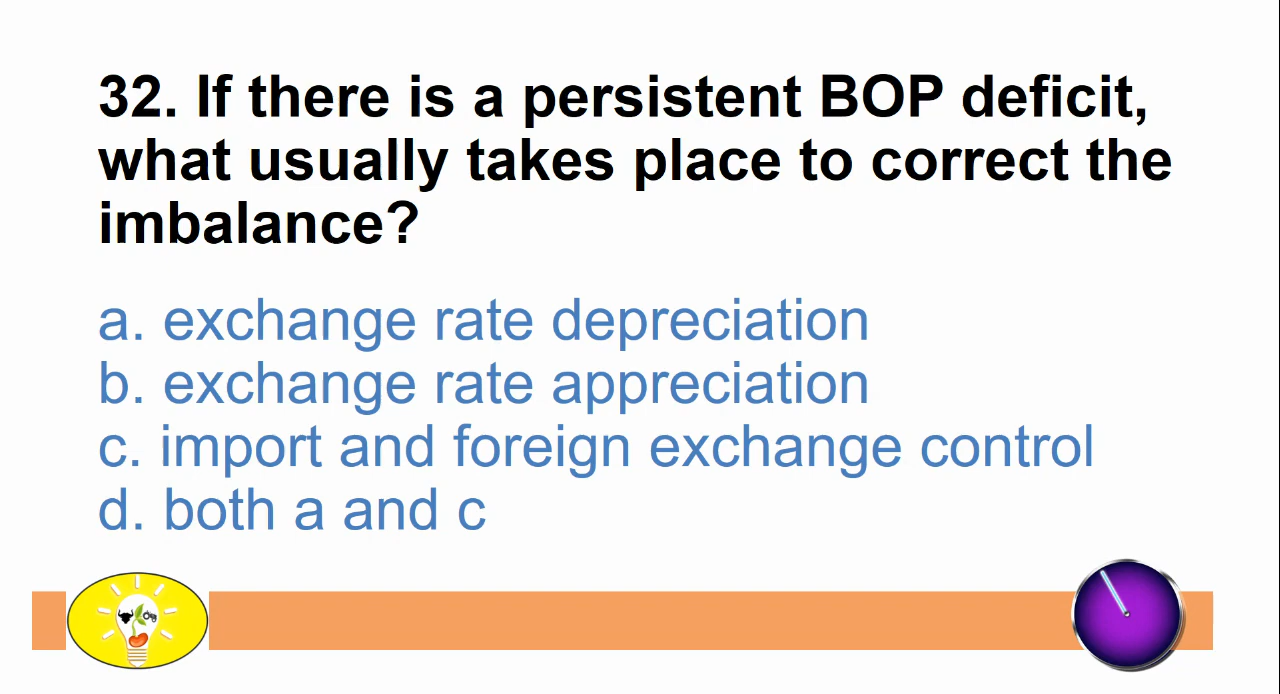 32. If there is a persistent BOP deficit,
what usually takes place to correct the
imbalance?
a. exchange rate depreciation
b. exchange rate appreciation
c. import and foreign exchange control
d. both a and c